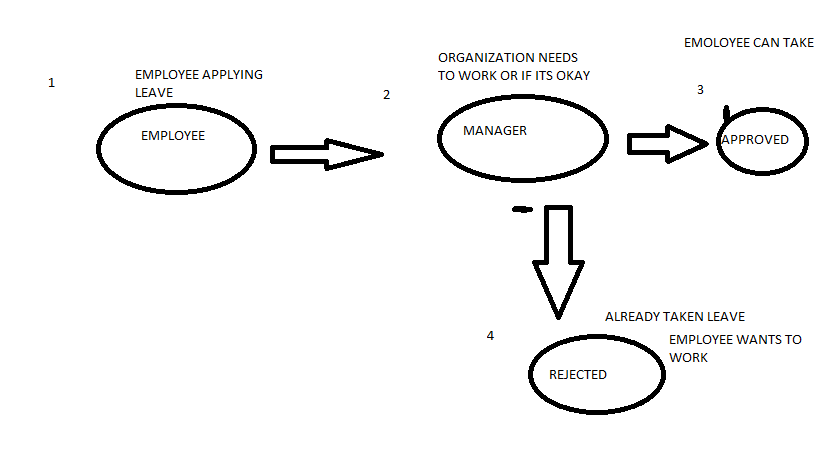 1
EMPLOYEE APPLYING
LEAVE
EMPLOYEE
2
ORGANIZATION NEEDS
TO WORK OR IF ITS OKAY
MANAGER
EMOLOYEE CAN TAKE
3
APPROVED
4
ALREADY TAKEN LEAVE
EMPLOYEE WANTS TO
WORK
REJECTED